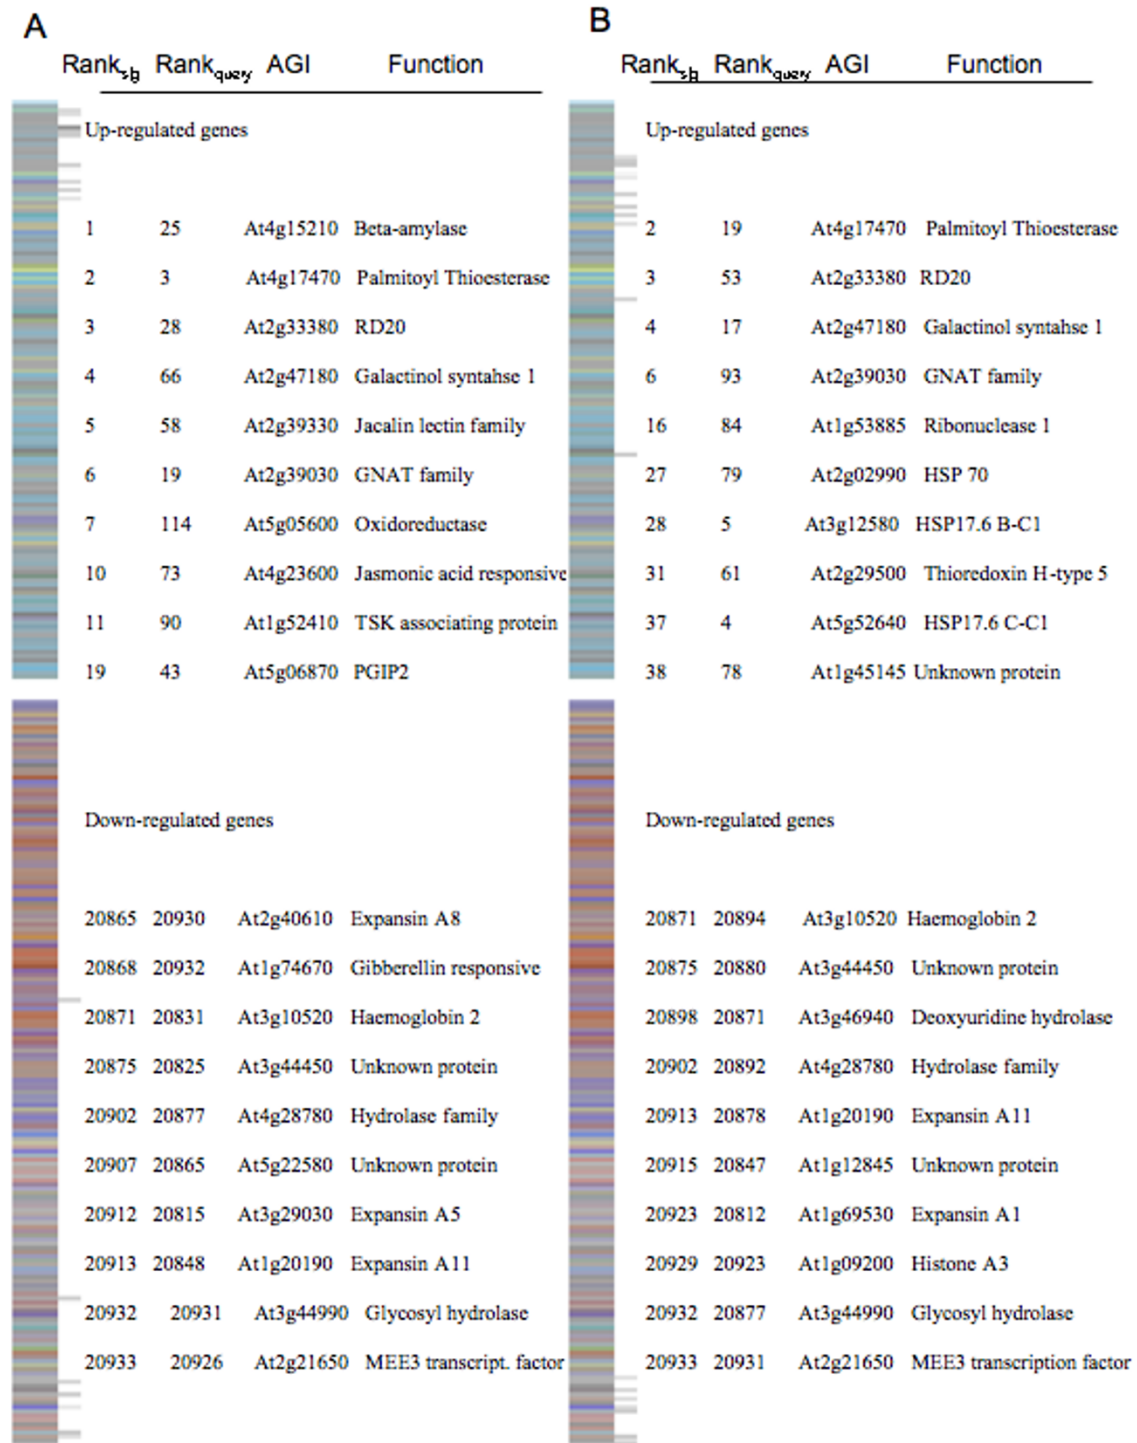 A
Rank_sb Rank_query AGI Function
Up-regulated genes
1 25 At4g15210 Beta-amylase
2 3 At4g17470 Palmitoyl Thioesterase
3 28 At2g33380 RD20
4 66 At2g47180 Galactinol syntahse 1
5 58 At2g39330 Jacalin lectin family
6 19 At2g39030 GNAT family
7 114 At5g05600 Oxidoreductase
10 73 At4g23600 Jasmonic acid responsive
11 90 At1g52410 TSK associating protein
19 43 At5g06870 PGIP2
Down-regulated genes
20865 20930 At2g40610 Expansin A8
20868 20932 At1g74670 Gibberellin responsive
20871 20831 At3g10520 Haemoglobin 2
20875 20825 At3g44450 Unknown protein
20902 20877 At4g28780 Hydrolase family
20907 20865 At5g22580 Unknown protein
20912 20815 At3g29030 Expansin A5
20913 20848 At1g20190 Expansin A11
20932 20931 At3g44990 Glycosyl hydrolase
20933 20926 At2g21650 MEE3 transcript. factor
B
Rank_sb Rank_query AGI Function
Up-regulated genes
2 19 At4g17470 Palmitoyl Thioesterase
3 53 At2g33380 RD20
4 17 At2g47180 Galactinol syntahse 1
6 93 At2g39030 GNAT family
16 84 At1g53885 Ribonuclease 1
27 79 At2g02990 HSP 70
28 5 At3g12580 HSP17.6 B-C1
31 61 At2g29500 Thioredoxin H-type 5
37 4 At5g52640 HSP17.6 C-C1
38 78 At1g45145 Unknown protein
Down-regulated genes
20871 20894 At3g10520 Haemoglobin 2
20875 20880 At3g44450 Unknown protein
20898 20871 At3g46940 Deoxyuridine hydrolase
20902 20892 At4g28780 Hydrolase family
20913 20878 At1g20190 Expansin A11
20915 20847 At1g12845 Unknown protein
20923 20812 At1g69530 Expansin A1
20929 20923 At1g09200 Histone A3
20932 20877 At3g44990 Glycosyl hydrolase
20933 20931 At2g21650 MEE3 transcription factor